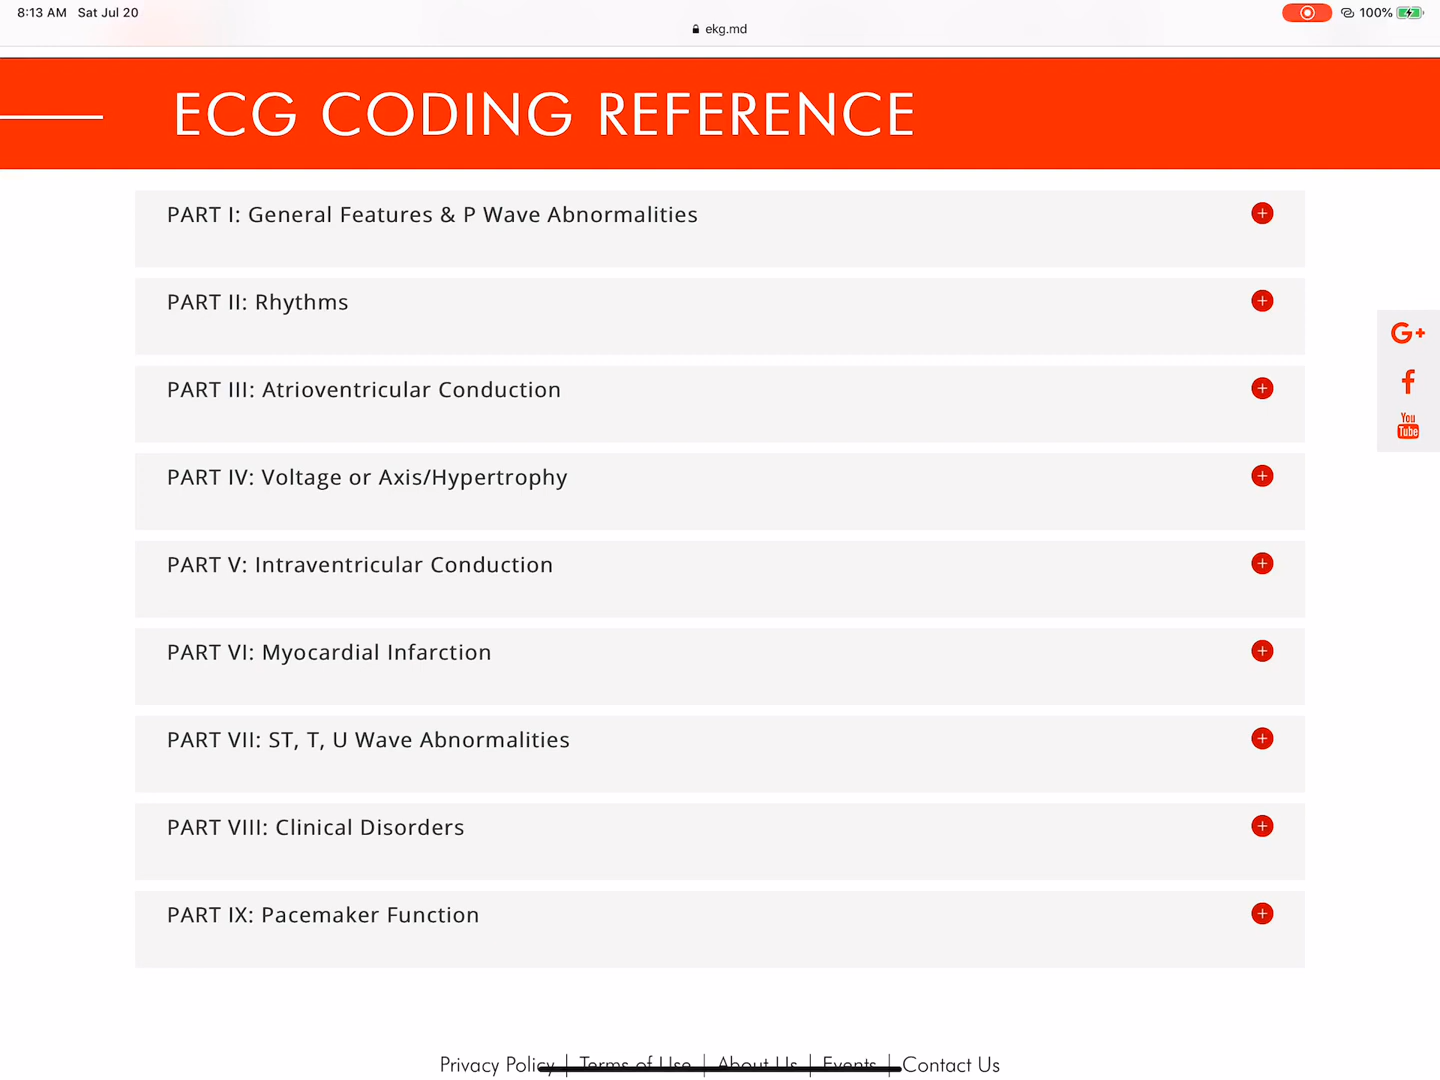 8:13 AM Sat Jul 20
100%
ekg.md
ECG CODING REFERENCE
PART I: General Features & P Wave Abnormalities
PART II: Rhythms
PART III: Atrioventricular Conduction
PART IV: Voltage or Axis/Hypertrophy
PART V: Intraventricular Conduction
PART VI: Myocardial Infarction
PART VII: ST, T, U Wave Abnormalities
PART VIII: Clinical Disorders
PART IX: Pacemaker Function
G+
f
You
Tube
Privacy Policy | Terms of Use | About Us | Events | Contact Us